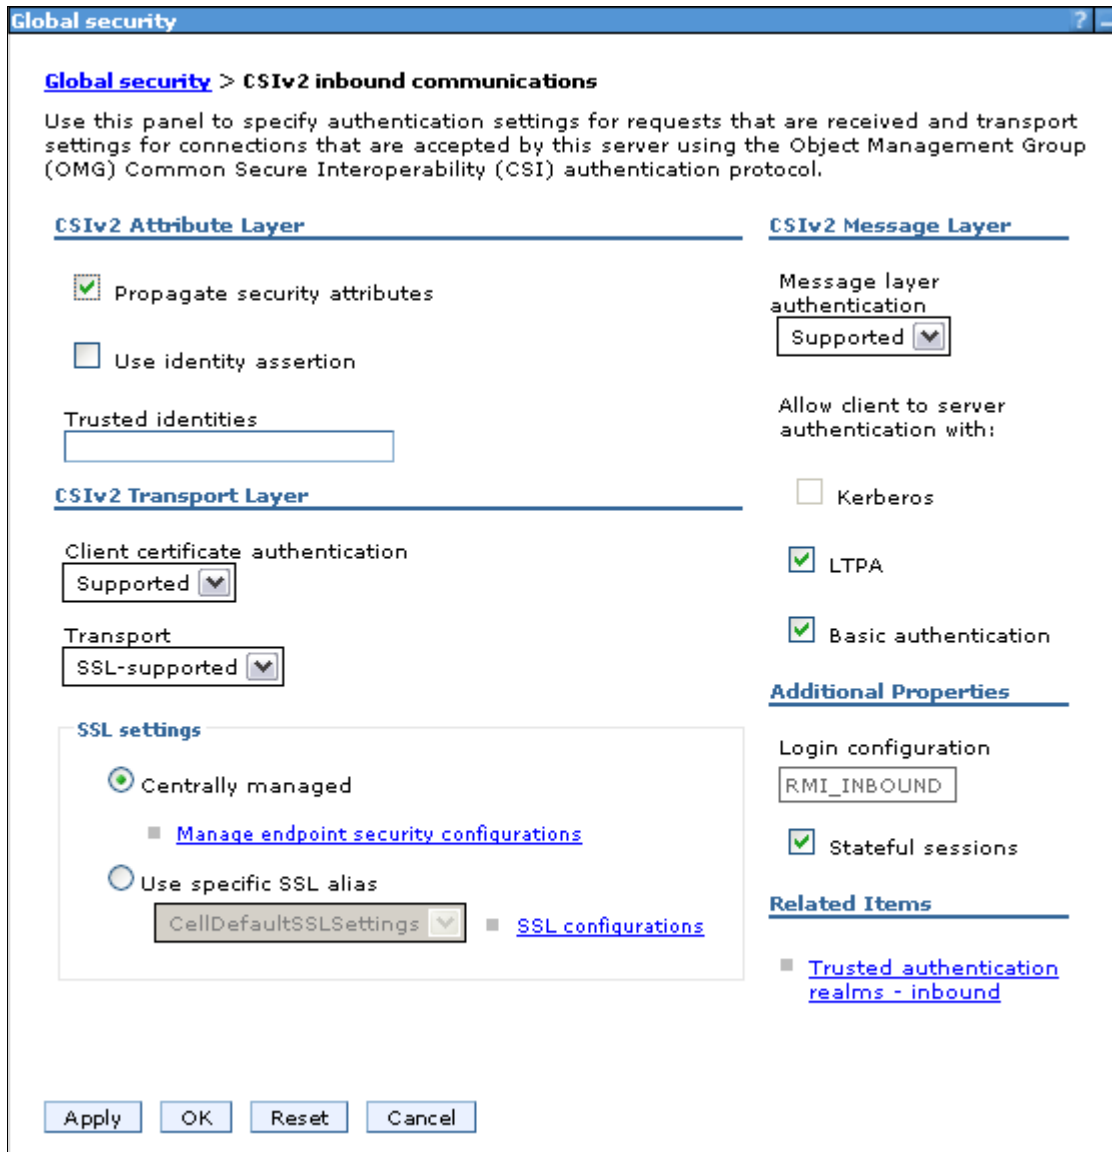 Global security
?
Global security > CSIv2 inbound communications
Use this panel to specify authentication settings for requests that are received and transport
settings for connections that are accepted by this server using the Object Management Group
(OMG) Common Secure Interoperability (CSI) authentication protocol.
CSIv2 Attribute Layer
Propagate security attributes
Use identity assertion
Trusted identities
CSIv2 Transport Layer
Client certificate authentication
Supported
Transport
SSL-supported
SSL settings
Centrally managed
Manage endpoint security configurations
Use specific SSL alias
CellDefaultSSLSettings
SSL configurations
CSIv2 Message Layer
Message layer
authentication
Supported
Allow client to server
authentication with:
Kerberos
LTPA
Basic authentication
Additional Properties
Login configuration
RMI_INBOUND
Stateful sessions
Related Items
Trusted authentication
realms - inbound
Apply
OK
Reset
Cancel